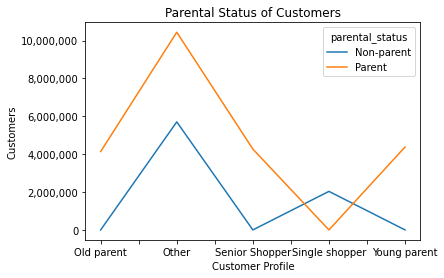 Parental Status of Customers
parental_status
Non-parent
Parent
10,000,000
8,000,000
6,000,000
4,000,000
2,000,000
0
Customers
Old parent
Other
Senior Shopper
Single shopper
Young parent
Customer Profile